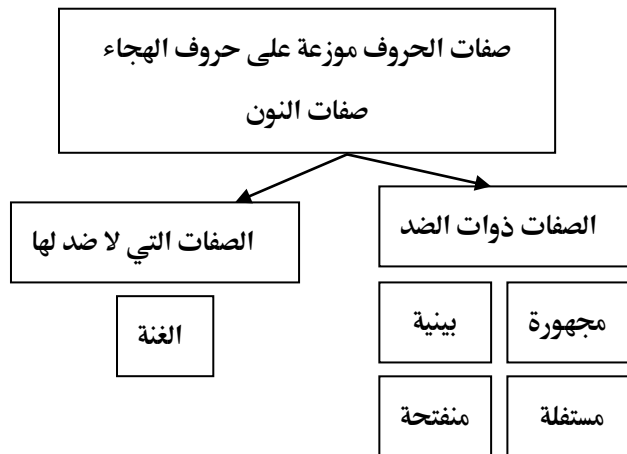 صفات الحروف موزعة على حروف الهجاء
صفات النون
الصفات ذوات الضد
الصفات التي لا ضد لها
مجهورة
بينية
الغنة
مستفلة
منفتحة